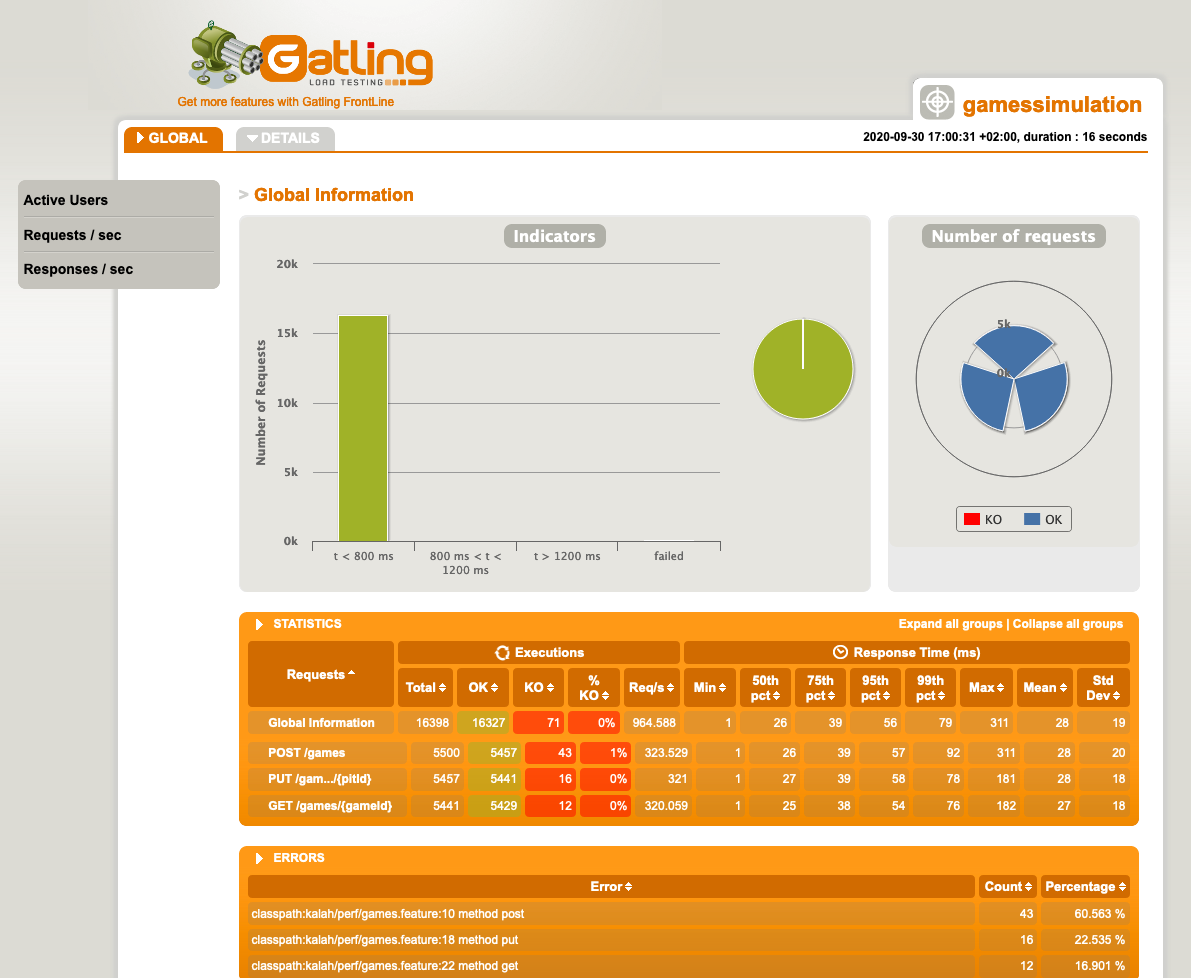 Gatling
LOAD TESTING
Get more features with Gatling FrontLine
gamessimulation
GLOBAL DETAILS 2020-09-30 17:00:31 +02:00, duration : 16 seconds
Active Users
Requests / sec
Responses / sec
> Global Information
Indicators
20k
15k
10k
5k
0k
Number of Requests
t < 800 ms
800 ms < t <
1200 ms
t > 1200 ms
failed
Number of requests
5k
0k
KO OK
STATISTICS Expand all groups | Collapse all groups
Requests Executions Response Time (ms)
Total OK KO % KO Req/s Min 50th pct 75th pct 95th pct 99th pct Max Mean Std Dev
Global Information 16398 16327 71 0% 964.588 1 26 39 56 79 311 28 19
POST /games 5500 5457 43 1% 323.529 1 26 39 57 92 311 28 20
PUT /gam.../{pitId} 5457 5441 16 0% 321 1 27 39 58 78 181 28 18
GET /games/{gameId} 5441 5429 12 0% 320.059 1 25 38 54 76 182 27 18
ERRORS
Error Count Percentage
classpath:kalah/perf/games.feature:10 method post 43 60.563 %
classpath:kalah/perf/games.feature:18 method put 16 22.535 %
classpath:kalah/perf/games.feature:22 method get 12 16.901 %